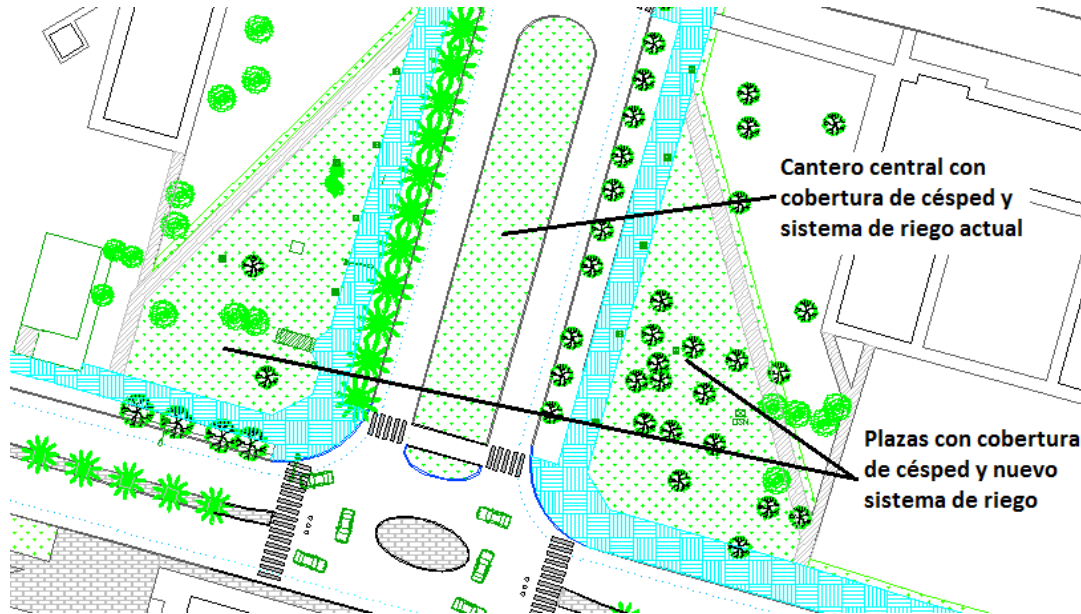 Cantero central con
cobertura de césped y
sistema de riego actual
Plazas con cobertura
de césped y nuevo
sistema de riego